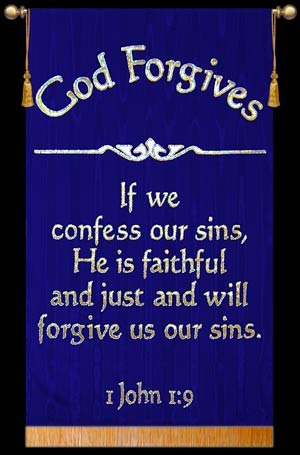 God Forgives
If we
confess our sins,
He is faithful
and just and will
forgive us our sins.
1 John 1:9